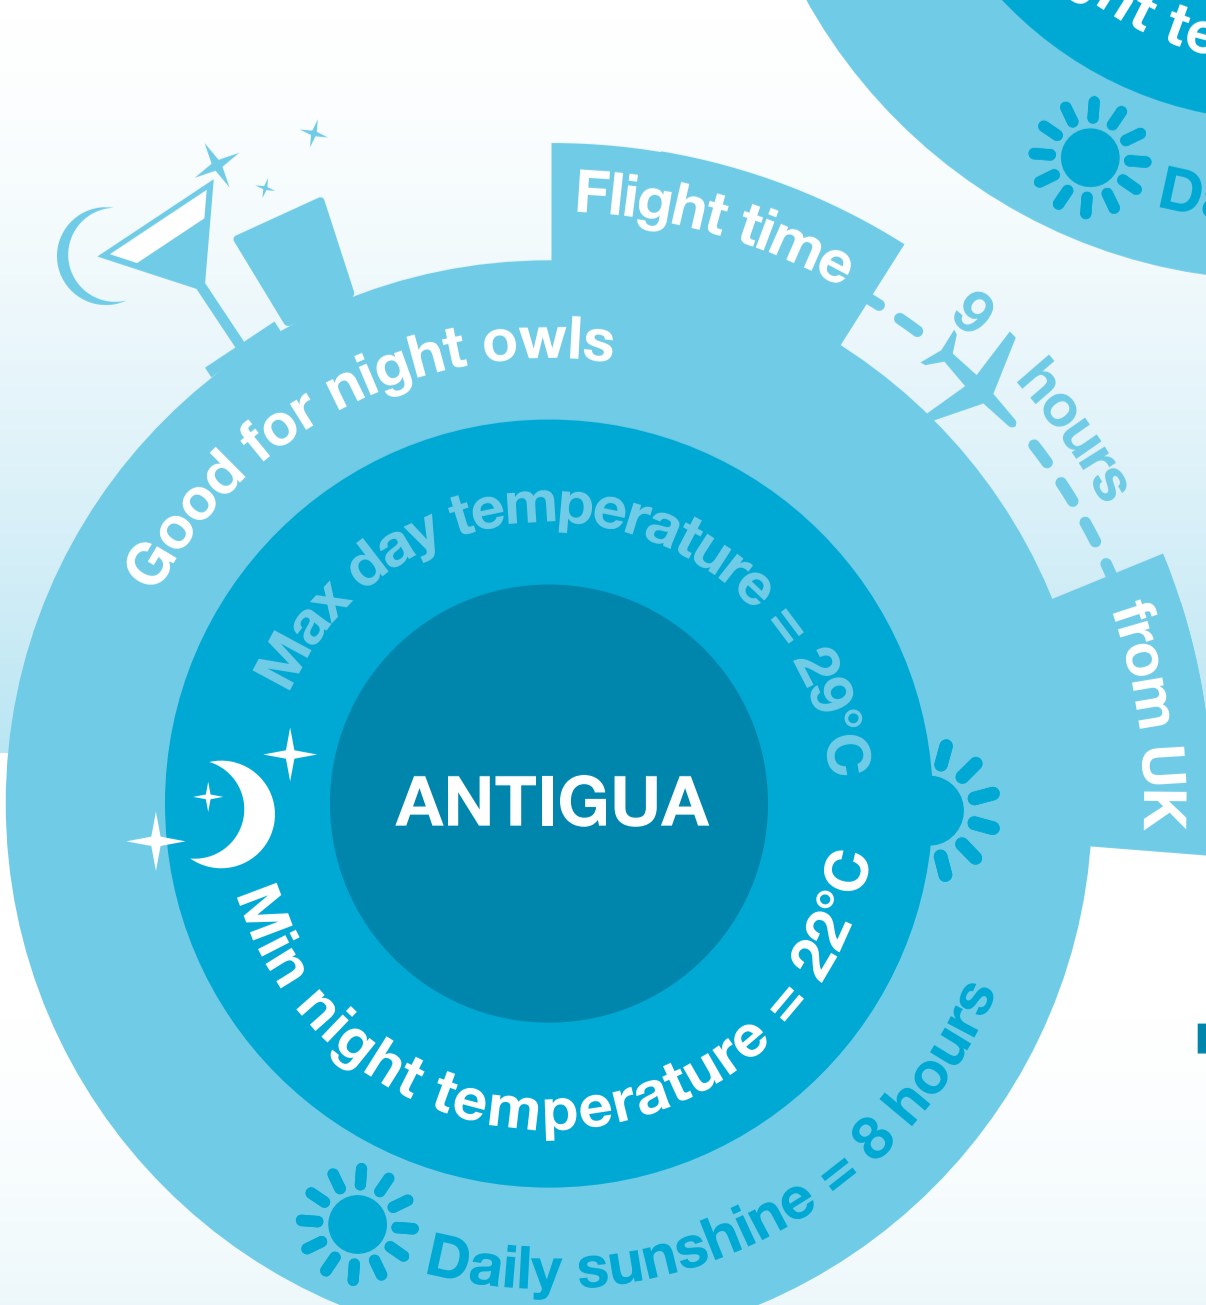 Good for night owls
Flight time
9 hours
from UK
Max day temperature = 29°C
ANTIGUA
Min night temperature = 22°C
Daily sunshine = 8 hours